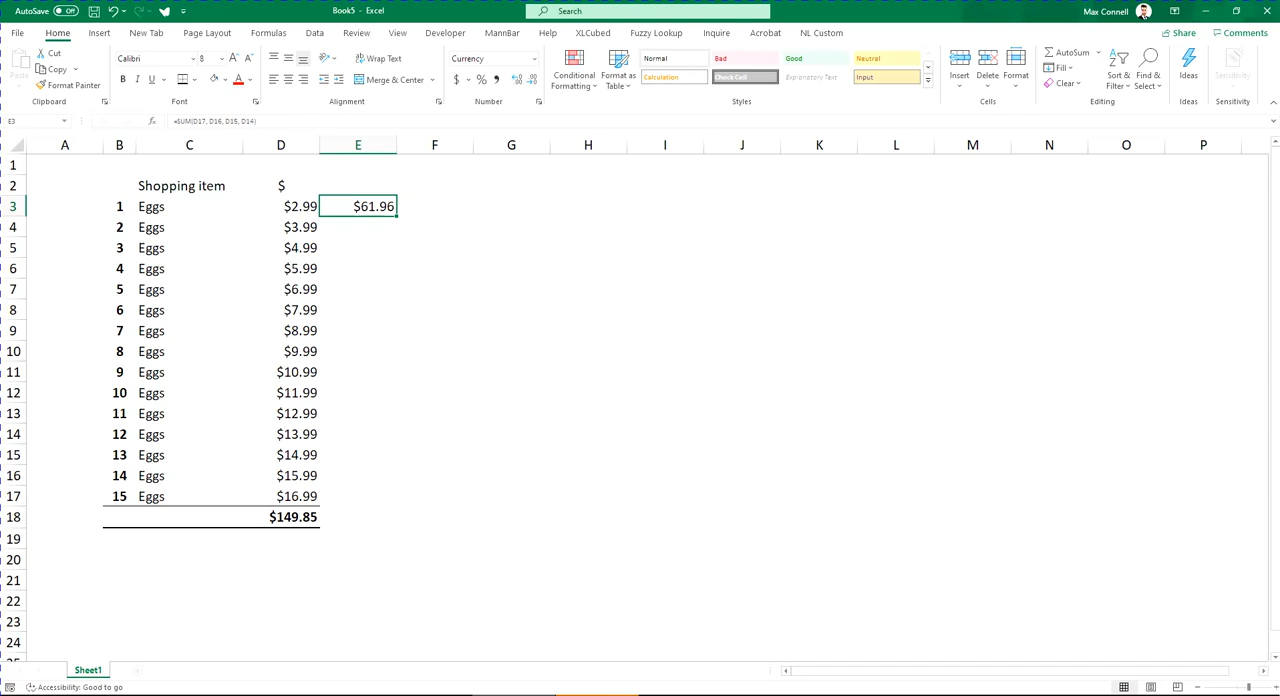 AutoSave Off Book5 - Excel Search Max Connell
File Home Insert New Tab Page Layout Formulas Data Review View Developer MannBar Help XLCubed Fuzzy Lookup Inquire Acrobat NL Custom Share Comments
Cut
Copy
Format Painter
Paste
Clipboard
Calibri 8
B I U
Font
Wrap Text
Merge & Center
Alignment
Currency
$ % ,
Number
Conditional Formatting
Format as Table
Normal Bad Good Neutral
Calculation Check Cell Explanatory Text Input
Styles
Insert Delete Format
Cells
AutoSum
Fill
Clear
Sort & Filter
Find & Select
Editing
Ideas
Ideas
Sensitivity
Sensitivity
E3 fx =SUM(D17, D16, D15, D14)
A B C D E F G H I J K L M N O P
1
2 Shopping item $
3 1 Eggs $2.99 $61.96
4 2 Eggs $3.99
5 3 Eggs $4.99
6 4 Eggs $5.99
7 5 Eggs $6.99
8 6 Eggs $7.99
9 7 Eggs $8.99
10 8 Eggs $9.99
11 9 Eggs $10.99
12 10 Eggs $11.99
13 11 Eggs $12.99
14 12 Eggs $13.99
15 13 Eggs $14.99
16 14 Eggs $15.99
17 15 Eggs $16.99
18 $149.85
19
20
21
22
23
24
Sheet1
Accessibility: Good to go